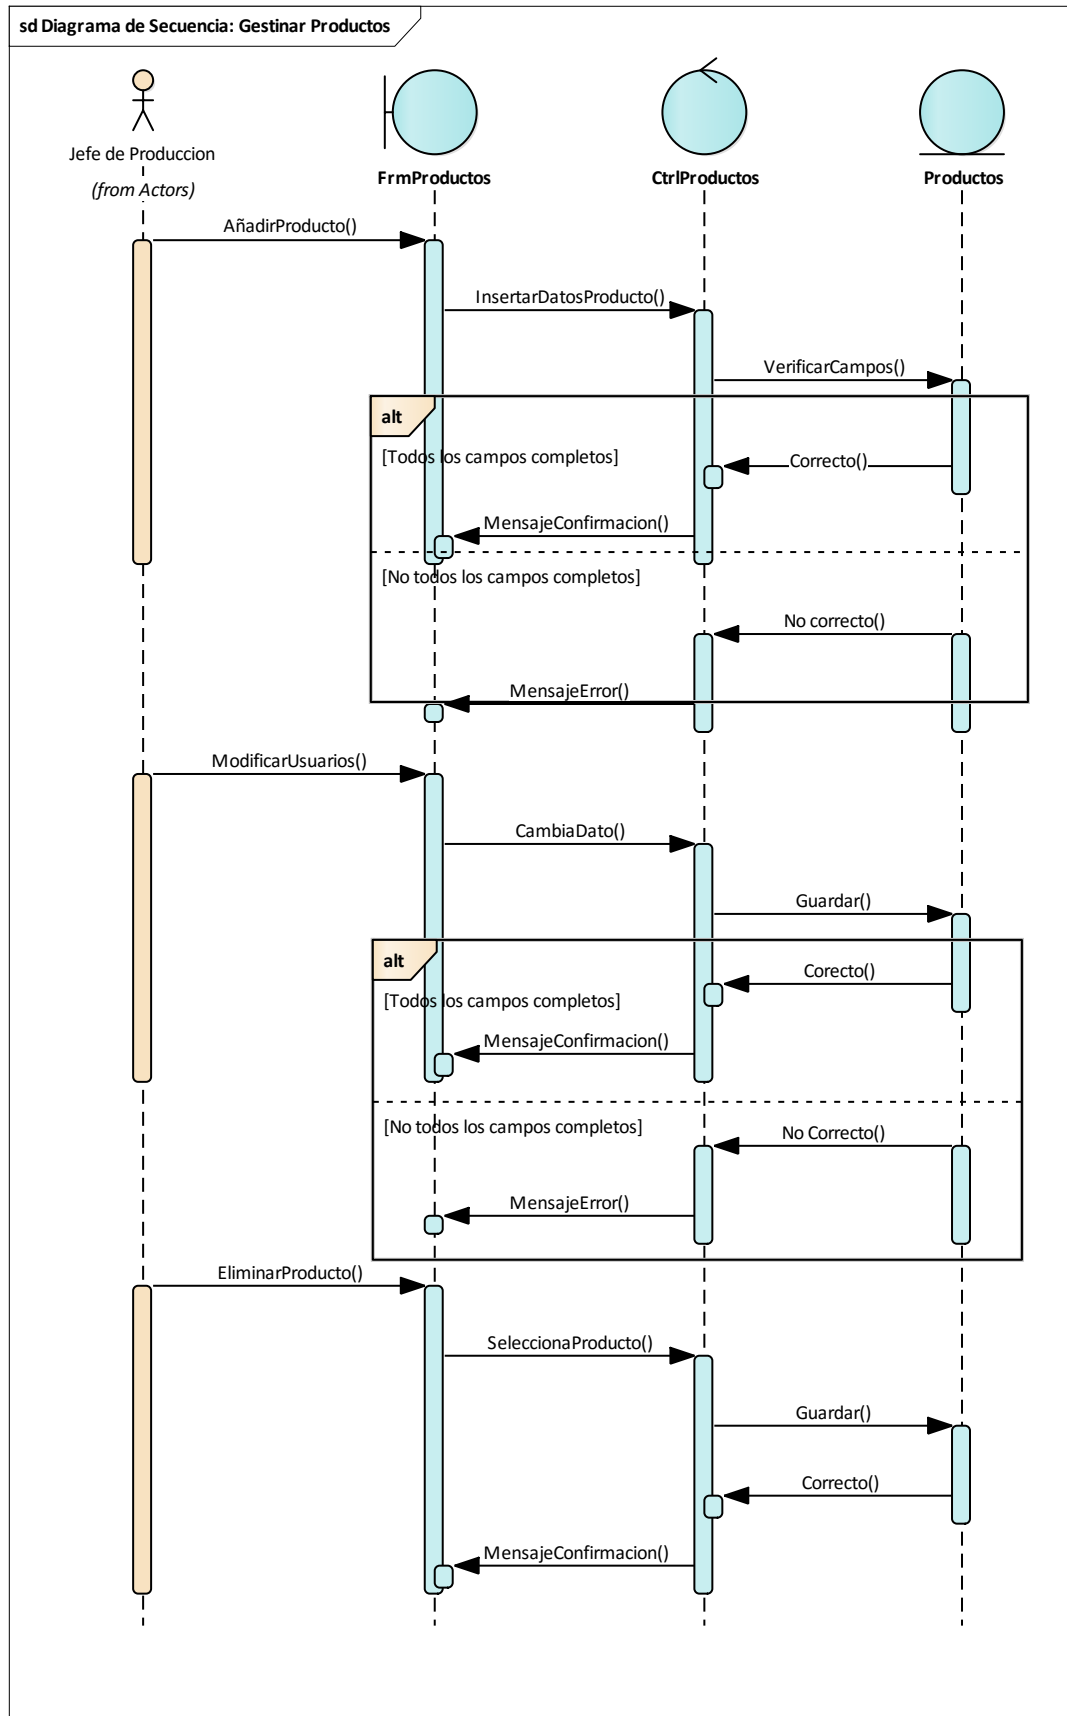 sd Diagrama de Secuencia: Gestinar Productos
Jefe de Produccion
(from Actors)
FrmProductos
CtrlProductos
Productos
AñadirProducto()
InsertarDatosProducto()
VerificarCampos()
alt
[Todos los campos completos]
Correcto()
MensajeConfirmacion()
[No todos los campos completos]
No correcto()
MensajeError()
ModificarUsuarios()
CambiaDato()
Guardar()
alt
Corecto()
[Todos los campos completos]
MensajeConfirmacion()
[No todos los campos completos]
No Correcto()
MensajeError()
EliminarProducto()
SeleccionaProducto()
Guardar()
Correcto()
MensajeConfirmacion()